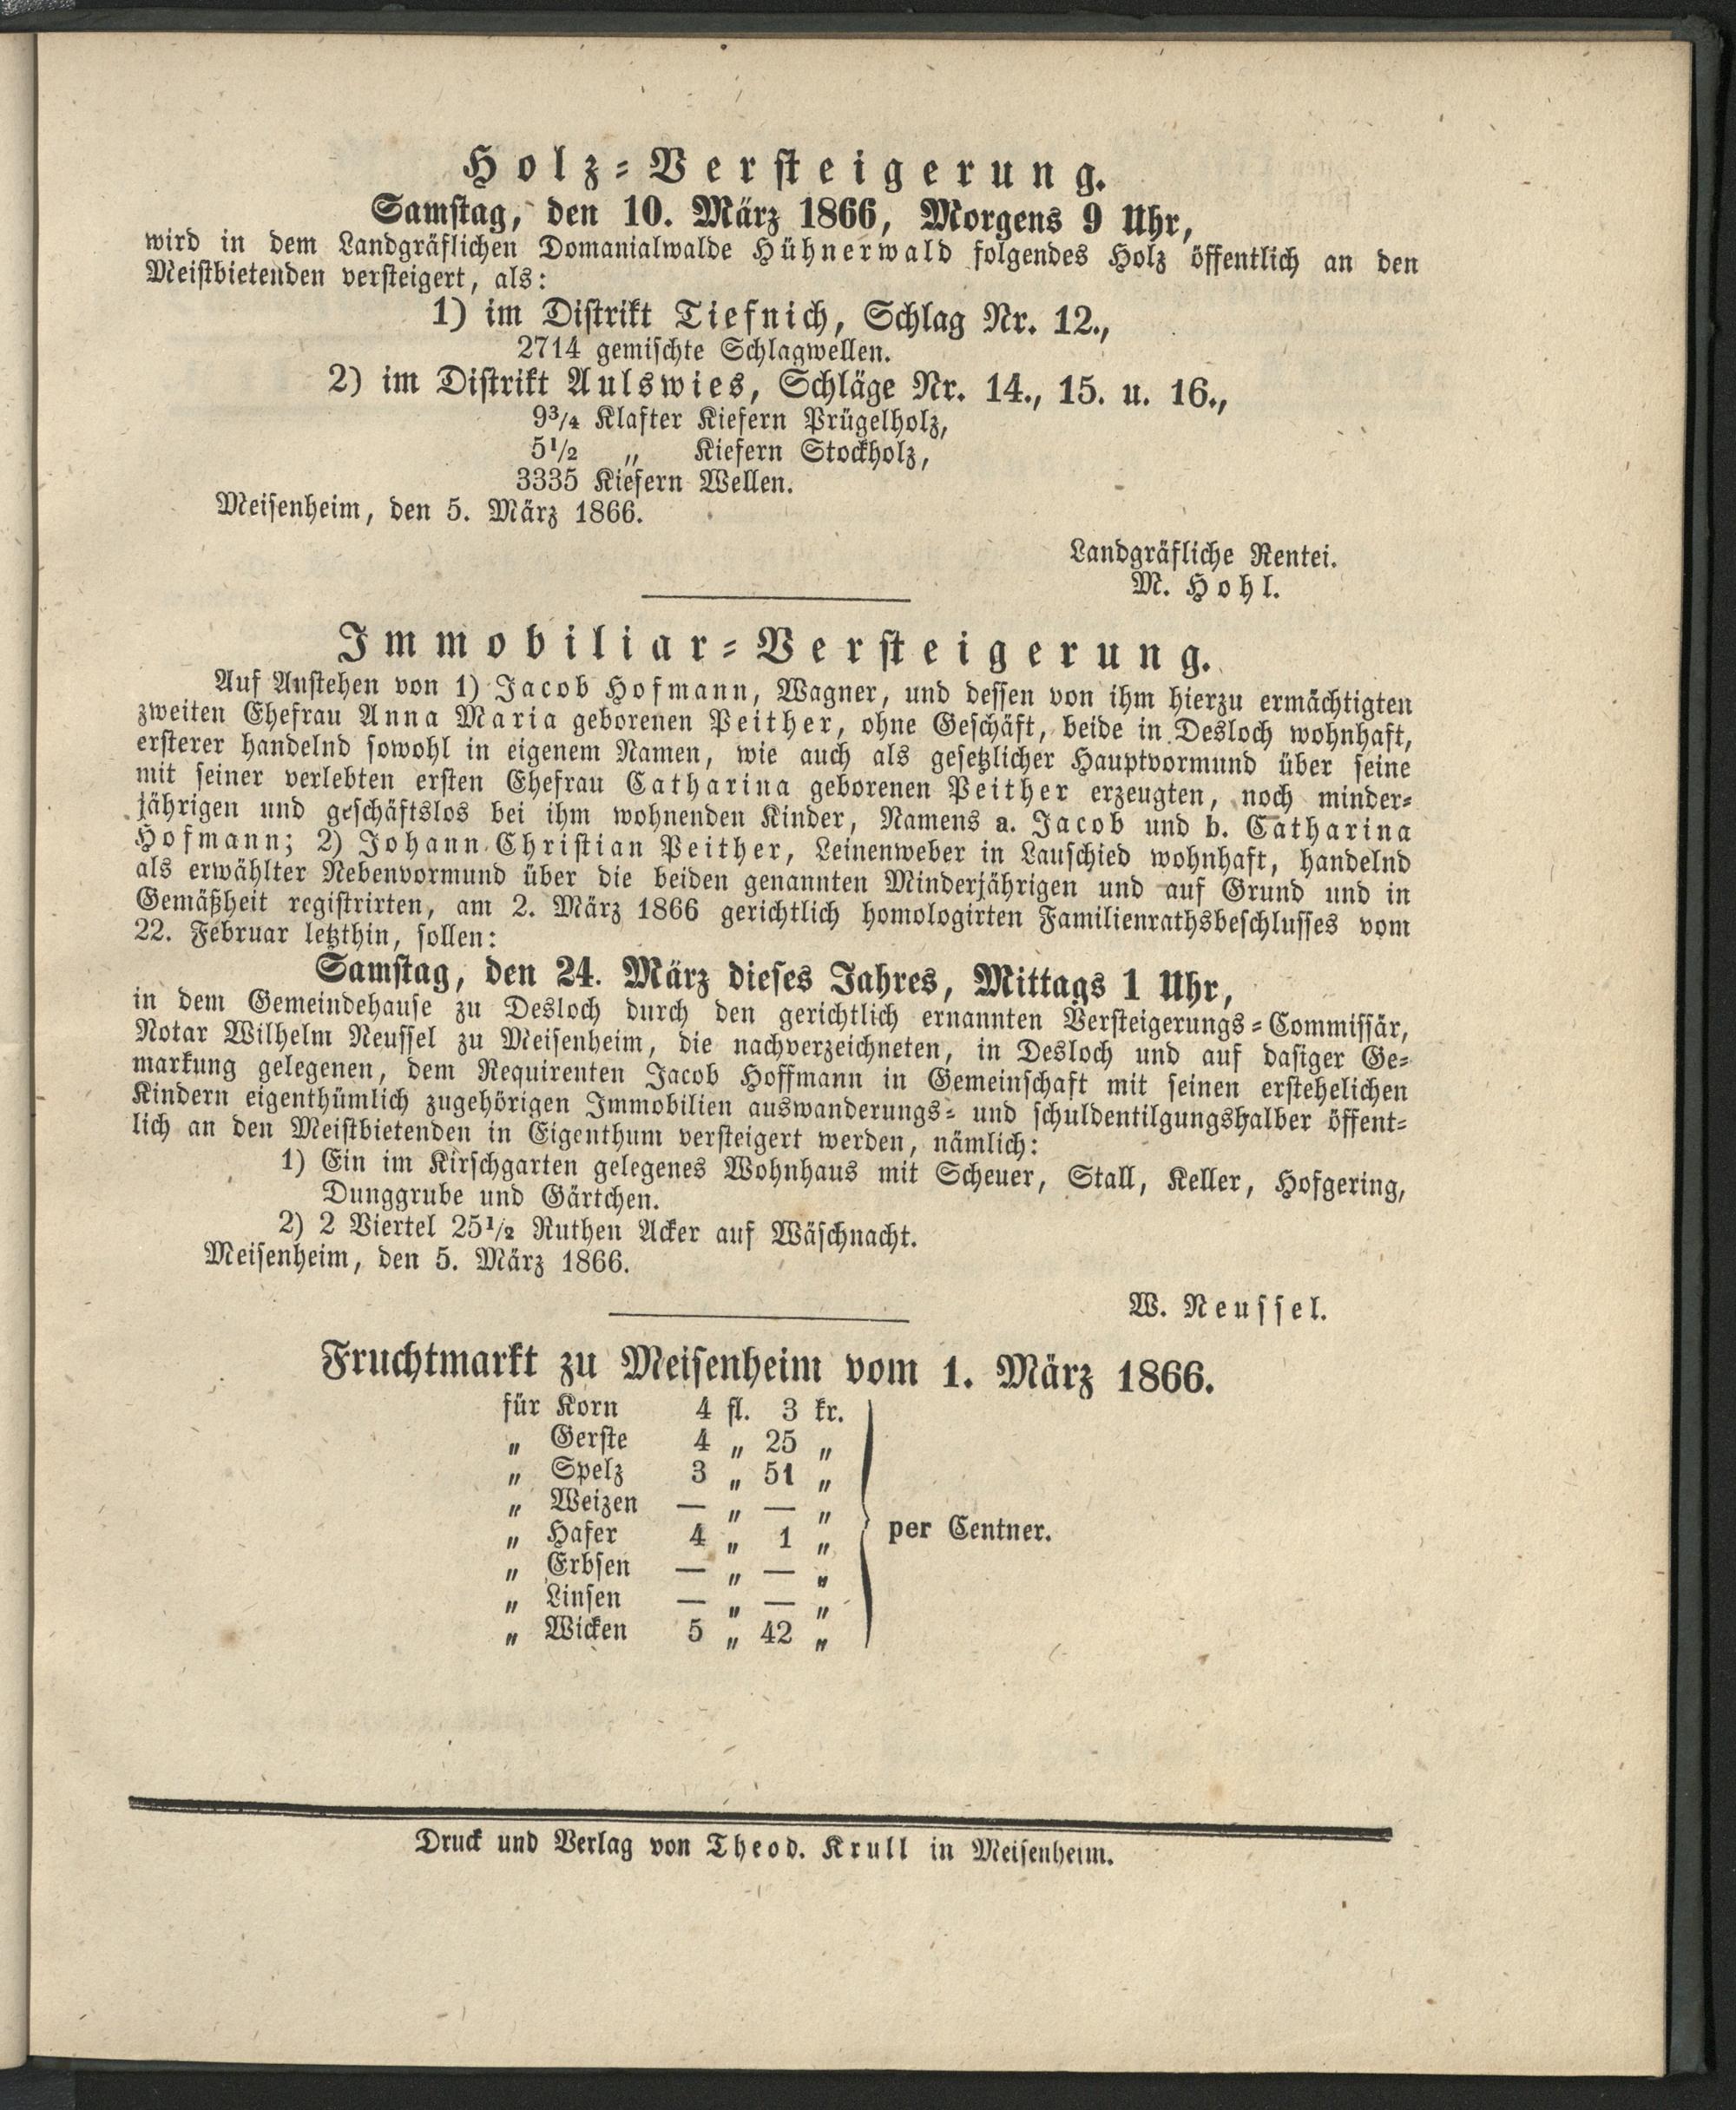 Holz-Versteigerung.
Samstag, den 10. März 1866, Morgens 9 Uhr,
wird in dem Landgräflichen Domanialwalde Hühnerwald folgendes Holz öffentlich an den
Meistbietenden versteigert, als:
1) im Distrikt Tiefnich, Schlag Nr. 12.,
2714 gemischte Schlagwellen.
2) im Distrikt Aulswies, Schläge Nr. 14., 15. u. 16.,
9³/₄ Klafter Kiefern Prügelholz,
5¹/₂ „ Kiefern Stockholz,
3335 Kiefern Wellen.
Meisenheim, den 5. März 1866.
Landgräfliche Rentei.
M. Hohl.
Immobiliar-Versteigerung.
Auf Anstehen von 1) Jacob Hofmann, Wagner, und dessen von ihm hierzu ermächtigten
zweiten Ehefrau Anna Maria geborenen Peither, ohne Geschäft, beide in Desloch wohnhaft,
ersterer handelnd sowohl in eigenem Namen, wie auch als gesetzlicher Hauptvormund über seine
mit seiner verlebten ersten Ehefrau Catharina geborenen Peither erzeugten, noch minder-
jährigen und geschäftslos bei ihm wohnenden Kinder, Namens a. Jacob und b. Catharina
Hofmann; 2) Johann Christian Peither, Leinenweber in Lauschied wohnhaft, handelnd
als erwählter Nebenvormund über die beiden genannten Minderjährigen und auf Grund und in
Gemäßheit registrirten, am 2. März 1866 gerichtlich homologirten Familienrathsbeschlusses vom
22. Februar letzthin, sollen:
Samstag, den 24. März dieses Jahres, Mittags 1 Uhr,
in dem Gemeindehause zu Desloch durch den gerichtlich ernannten Versteigerungs-Commissär,
Notar Wilhelm Neussel zu Meisenheim, die nachverzeichneten, in Desloch und auf dasiger Ge-
markung gelegenen, dem Requirenten Jacob Hoffmann in Gemeinschaft mit seinen erstehelichen
Kindern eigenthümlich zugehörigen Immobilien auswanderungs- und schuldentilgungshalber öffent-
lich an den Meistbietenden in Eigenthum versteigert werden, nämlich:
1) Ein im Kirschgarten gelegenes Wohnhaus mit Scheuer, Stall, Keller, Hofgering,
Dunggrube und Gärtchen.
2) 2 Viertel 25¹/₂ Ruthen Acker auf Wäschnacht.
Meisenheim, den 5. März 1866.
W. Neussel.
Fruchtmarkt zu Meisenheim vom 1. März 1866.
für Korn 4 fl. 3 kr.
„ Gerste 4 „ 25 „
„ Spelz 3 „ 51 „
„ Weizen — „ — „
„ Hafer 4 „ 1 „ per Centner.
„ Erbsen — „ — „
„ Linsen — „ — „
„ Wicken 5 „ 42 „
Druck und Verlag von Theod. Krull in Meisenheim.